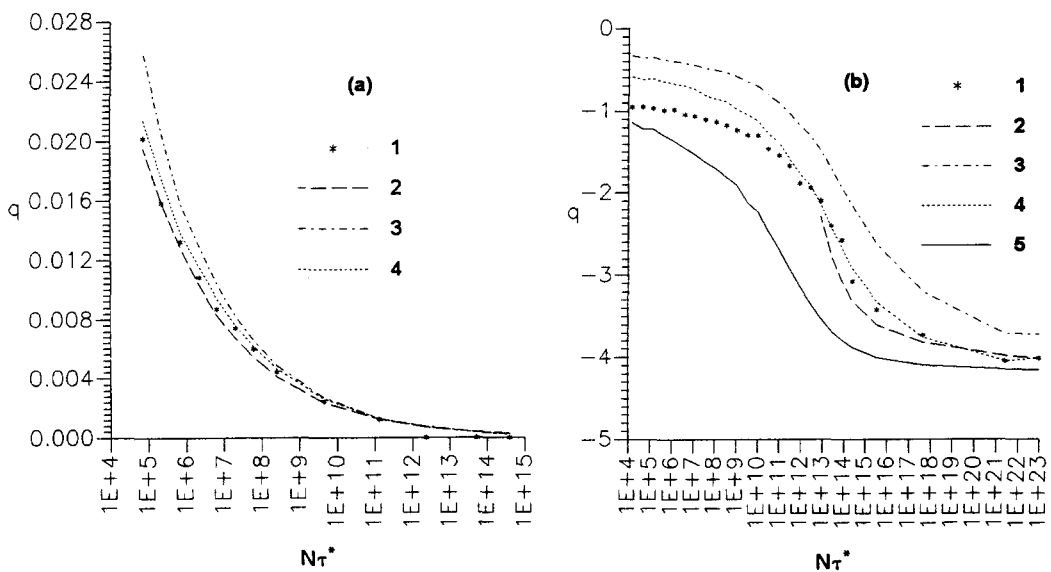 0.028
0.024
0.020
0.016
0.012
0.008
0.004
0.000
q
(a)
1
2
3
4
1E+4
1E+5
1E+6
1E+7
1E+8
1E+9
1E+10
1E+11
1E+12
1E+13
1E+14
1E+15
Nτ*
0
−1
−2
−3
−4
−5
q
(b)
1
2
3
4
5
1E+4
1E+5
1E+6
1E+7
1E+8
1E+9
1E+10
1E+11
1E+12
1E+13
1E+14
1E+15
1E+16
1E+17
1E+18
1E+19
1E+20
1E+21
1E+22
1E+23
Nτ*